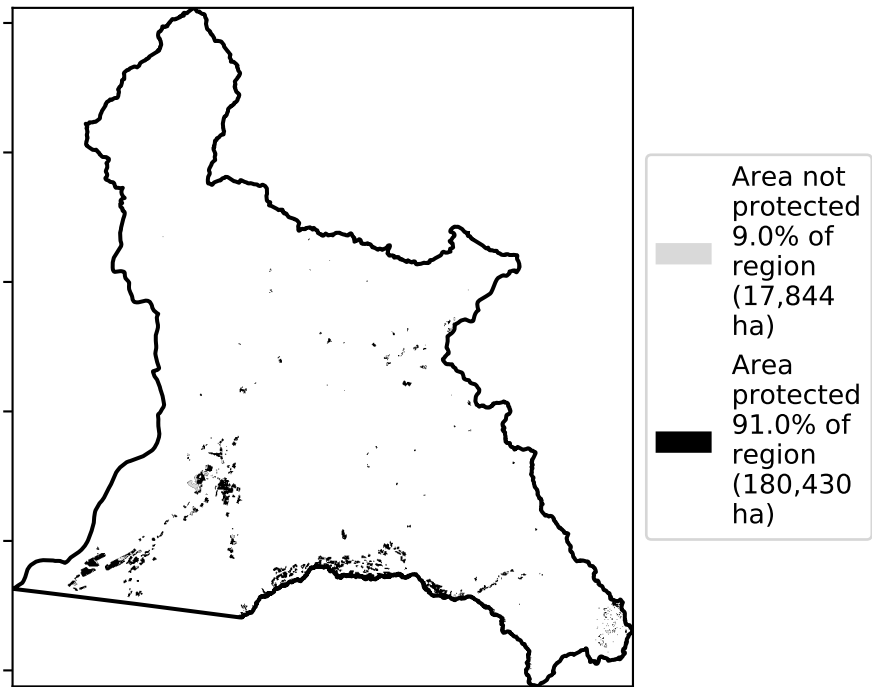 Area not
protected
9.0% of
region
(17,844
ha)
Area
protected
91.0% of
region
(180,430
ha)